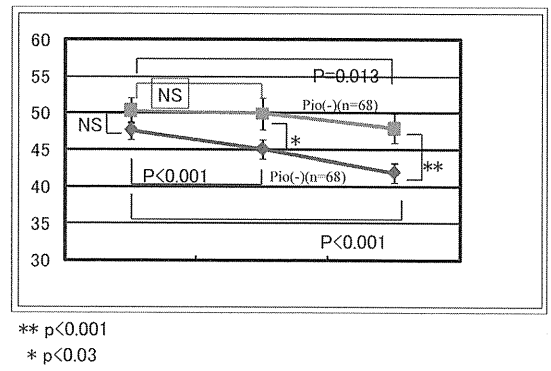 60
55
P=0.013
NS
Pio(-)(n=68)
50
NS
*
45
**
P<0.001
Pio(-)(n=68)
40
35
P<0.001
30
** p<0.001
* p<0.03